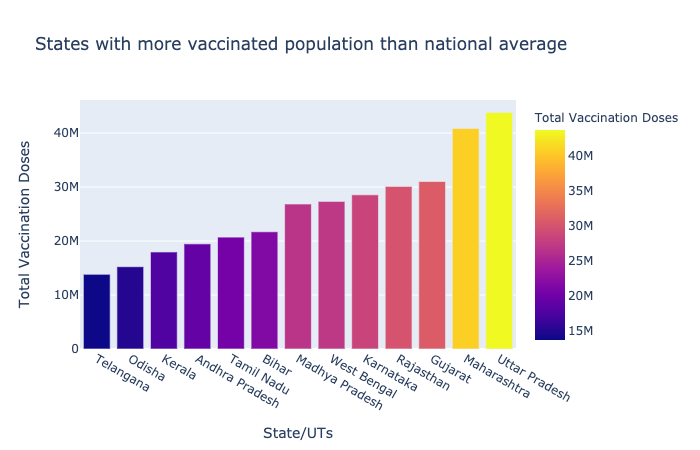 States with more vaccinated population than national average
Total Vaccination Doses
40M
30M
20M
10M
0
Telangana
Odisha
Kerala
Andhra Pradesh
Tamil Nadu
Bihar
Madhya Pradesh
West Bengal
Karnataka
Rajasthan
Gujarat
Maharashtra
Uttar Pradesh
State/UTs
Total Vaccination Doses
40M
35M
30M
25M
20M
15M